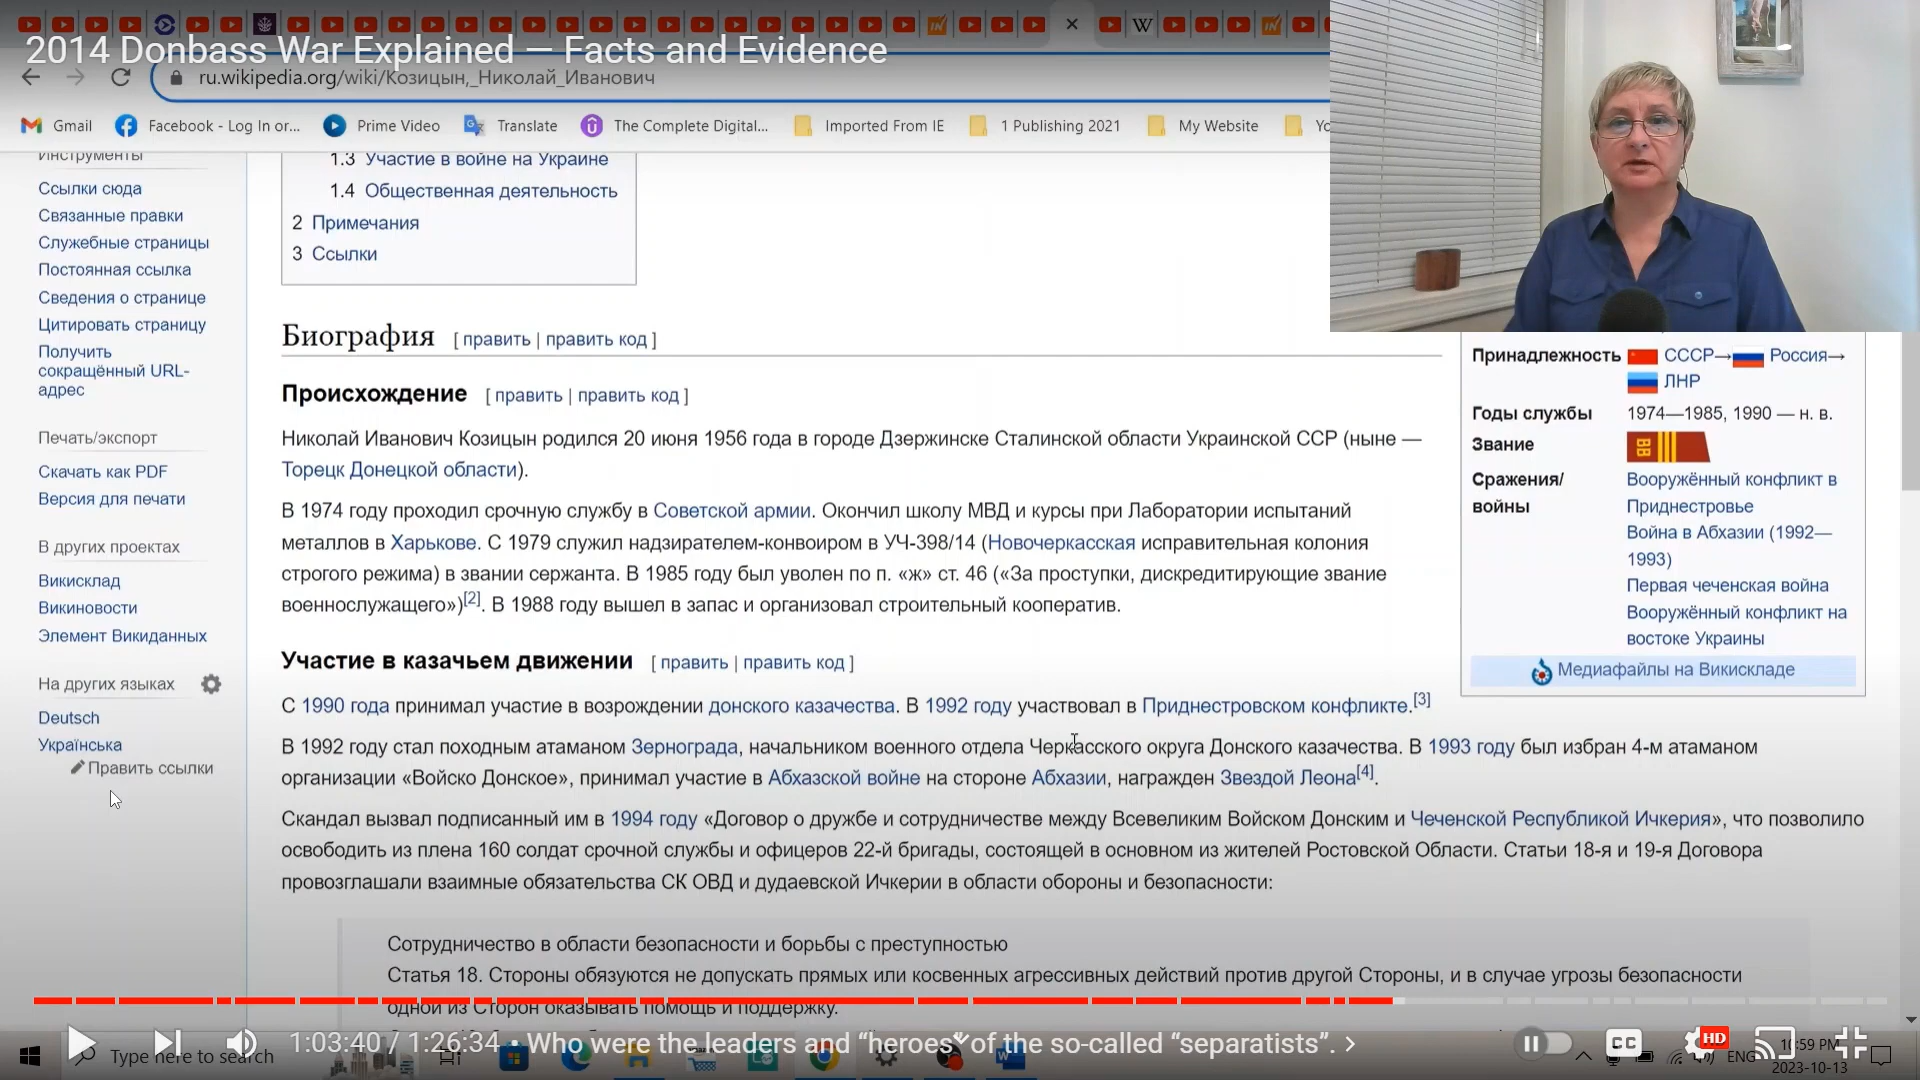 2014 Donbass War Explained — Facts and Evidence
ru.wikipedia.org/wiki/Козицын,_Николай_Иванович
Gmail
Facebook - Log In or...
Prime Video
Translate
The Complete Digital...
Imported From IE
1 Publishing 2021
My Website
Инструменты
Ссылки сюда
Связанные правки
Служебные страницы
Постоянная ссылка
Сведения о странице
Цитировать страницу
Получить
сокращённый URL-
адрес
Печать/экспорт
Скачать как PDF
Версия для печати
В других проектах
Викисклад
Викиновости
Элемент Викиданных
На других языках
Deutsch
Українська
Править ссылки
1.3 Участие в войне на Украине
1.4 Общественная деятельность
2 Примечания
3 Ссылки
Биография [ править | править код ]
Происхождение [ править | править код ]
Николай Иванович Козицын родился 20 июня 1956 года в городе Дзержинске Сталинской области Украинской ССР (ныне —
Торецк Донецкой области).
В 1974 году проходил срочную службу в Советской армии. Окончил школу МВД и курсы при Лаборатории испытаний
металлов в Харькове. С 1979 служил надзирателем-конвоиром в УЧ-398/14 (Новочеркасская исправительная колония
строгого режима) в звании сержанта. В 1985 году был уволен по п. «ж» ст. 46 («За проступки, дискредитирующие звание
военнослужащего»)[2]. В 1988 году вышел в запас и организовал строительный кооператив.
Участие в казачьем движении [ править | править код ]
С 1990 года принимал участие в возрождении донского казачества. В 1992 году участвовал в Приднестровском конфликте.[3]
В 1992 году стал походным атаманом Зернограда, начальником военного отдела Черкасского округа Донского казачества. В 1993 году был избран 4-м атаманом
организации «Войско Донское», принимал участие в Абхазской войне на стороне Абхазии, награжден Звездой Леона[4].
Скандал вызвал подписанный им в 1994 году «Договор о дружбе и сотрудничестве между Всевеликим Войском Донским и Чеченской Республикой Ичкерия», что позволило
освободить из плена 160 солдат срочной службы и офицеров 22-й бригады, состоящей в основном из жителей Ростовской Области. Статьи 18-я и 19-я Договора
провозглашали взаимные обязательства СК ОВД и дудаевской Ичкерии в области обороны и безопасности:
Сотрудничество в области безопасности и борьбы с преступностью
Статья 18. Стороны обязуются не допускать прямых или косвенных агрессивных действий против другой Стороны, и в случае угрозы безопасности
одной из Сторон оказывать помощь и поддержку.
Принадлежность СССР→ Россия→
ЛНР
Годы службы 1974—1985, 1990 — н. в.
Звание
Сражения/ Вооружённый конфликт в
войны Приднестровье
Война в Абхазии (1992—
1993)
Первая чеченская война
Вооружённый конфликт на
востоке Украины
Медиафайлы на Викискладе
1:03:40 / 1:26:34 • Who were the leaders and “heroes” of the so-called “separatists”. >
CC
HD
Type here to search
ENG
10:59 PM
2023-10-13